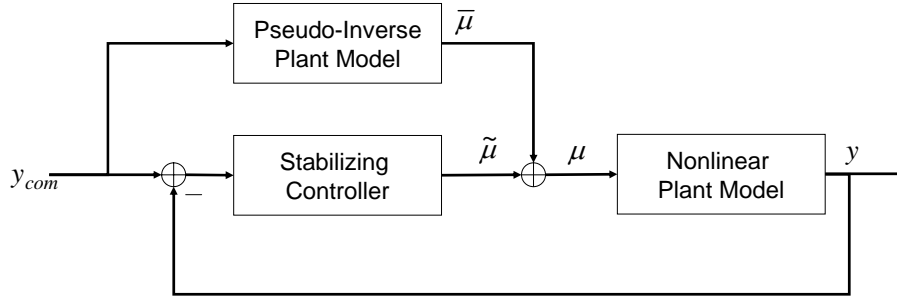 Pseudo-Inverse
Plant Model
μ̄
y_com
−
Stabilizing
Controller
μ̃
μ
Nonlinear
Plant Model
y